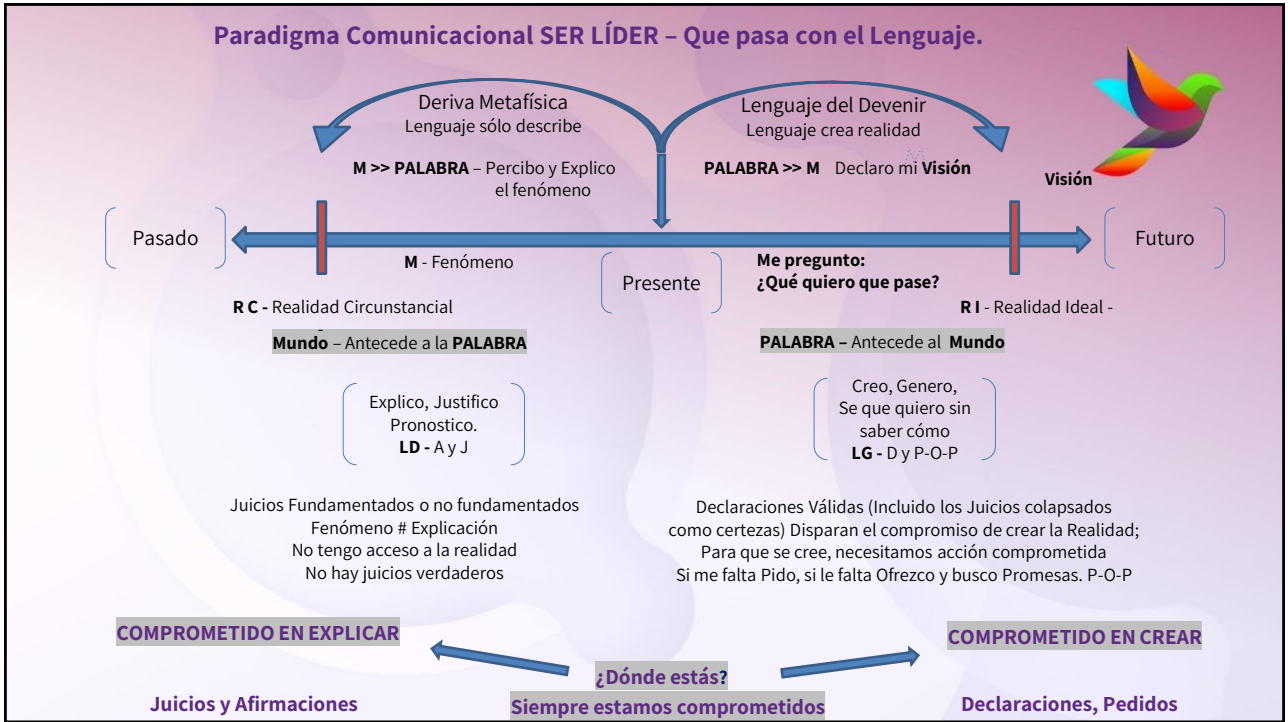 Paradigma Comunicacional SER LÍDER – Que pasa con el Lenguaje.
Deriva Metafísica
Lenguaje sólo describe
Lenguaje del Devenir
Lenguaje crea realidad
M >> PALABRA – Percibo y Explico
el fenómeno
PALABRA >> M Declaro mi Visión
Visión
Pasado
Futuro
M - Fenómeno
Presente
Me pregunto:
¿Qué quiero que pase?
R C - Realidad Circunstancial
R I - Realidad Ideal -
Mundo – Antecede a la PALABRA
PALABRA – Antecede al Mundo
Explico, Justifico
Pronostico.
LD - A y J
Creo, Genero,
Se que quiero sin
saber cómo
LG - D y P-O-P
Juicios Fundamentados o no fundamentados
Fenómeno # Explicación
No tengo acceso a la realidad
No hay juicios verdaderos
Declaraciones Válidas (Incluido los Juicios colapsados
como certezas) Disparan el compromiso de crear la Realidad;
Para que se cree, necesitamos acción comprometida
Si me falta Pido, si le falta Ofrezco y busco Promesas. P-O-P
COMPROMETIDO EN EXPLICAR
COMPROMETIDO EN CREAR
¿Dónde estás?
Siempre estamos comprometidos
Juicios y Afirmaciones
Declaraciones, Pedidos